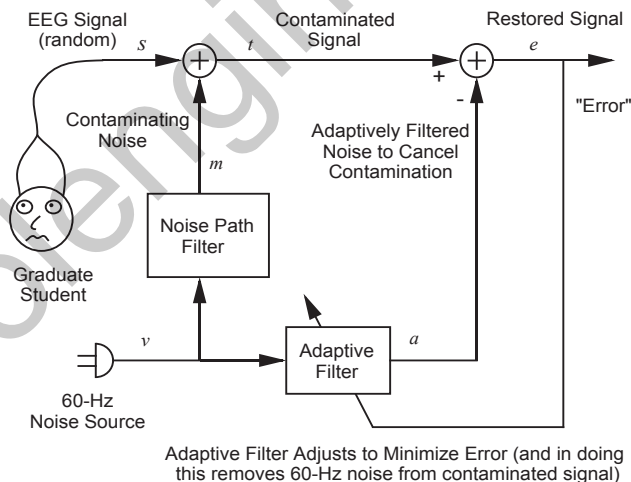 EEG Signal
(random)
s
t
Contaminated
Signal
Restored Signal
e
+
-
"Error"
Contaminating
Noise
m
Adaptively Filtered
Noise to Cancel
Contamination
Noise Path
Filter
Graduate
Student
v
Adaptive
Filter
a
60-Hz
Noise Source
Adaptive Filter Adjusts to Minimize Error (and in doing
this removes 60-Hz noise from contaminated signal)